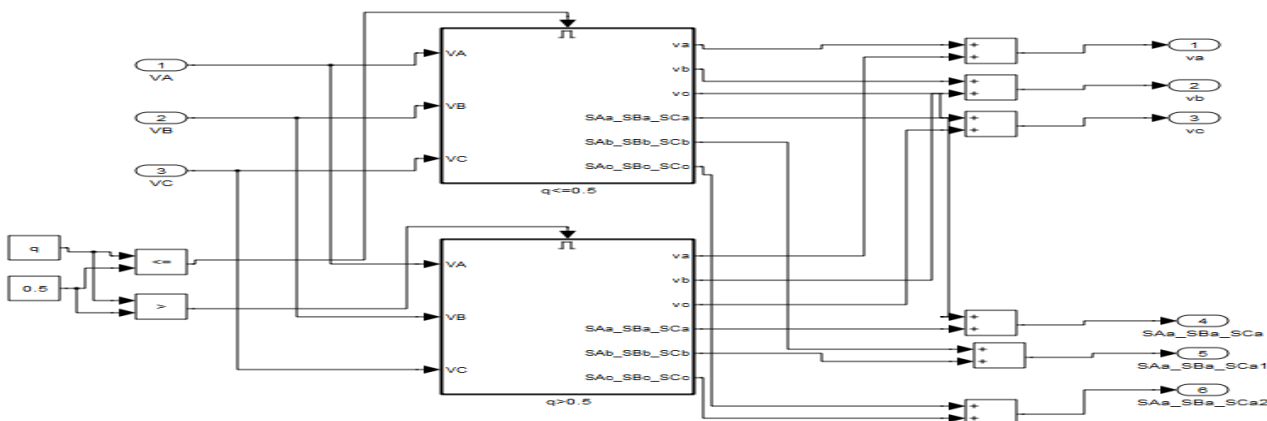 1
VA
2
VB
3
VC
q
0.5
<=
>
VA
VB
VC
va
vb
vc
SAa_SBa_SCa
SAb_SBb_SCb
SAc_SBc_SCc
q<=0.5
VA
VB
VC
va
vb
vc
SAa_SBa_SCa
SAb_SBb_SCb
SAc_SBc_SCc
q>0.5
+
+
+
+
+
+
+
+
+
+
+
+
1
va
2
vb
3
vc
4
SAa_SBa_SCa
5
SAa_SBa_SCa1
6
SAa_SBa_SCa2